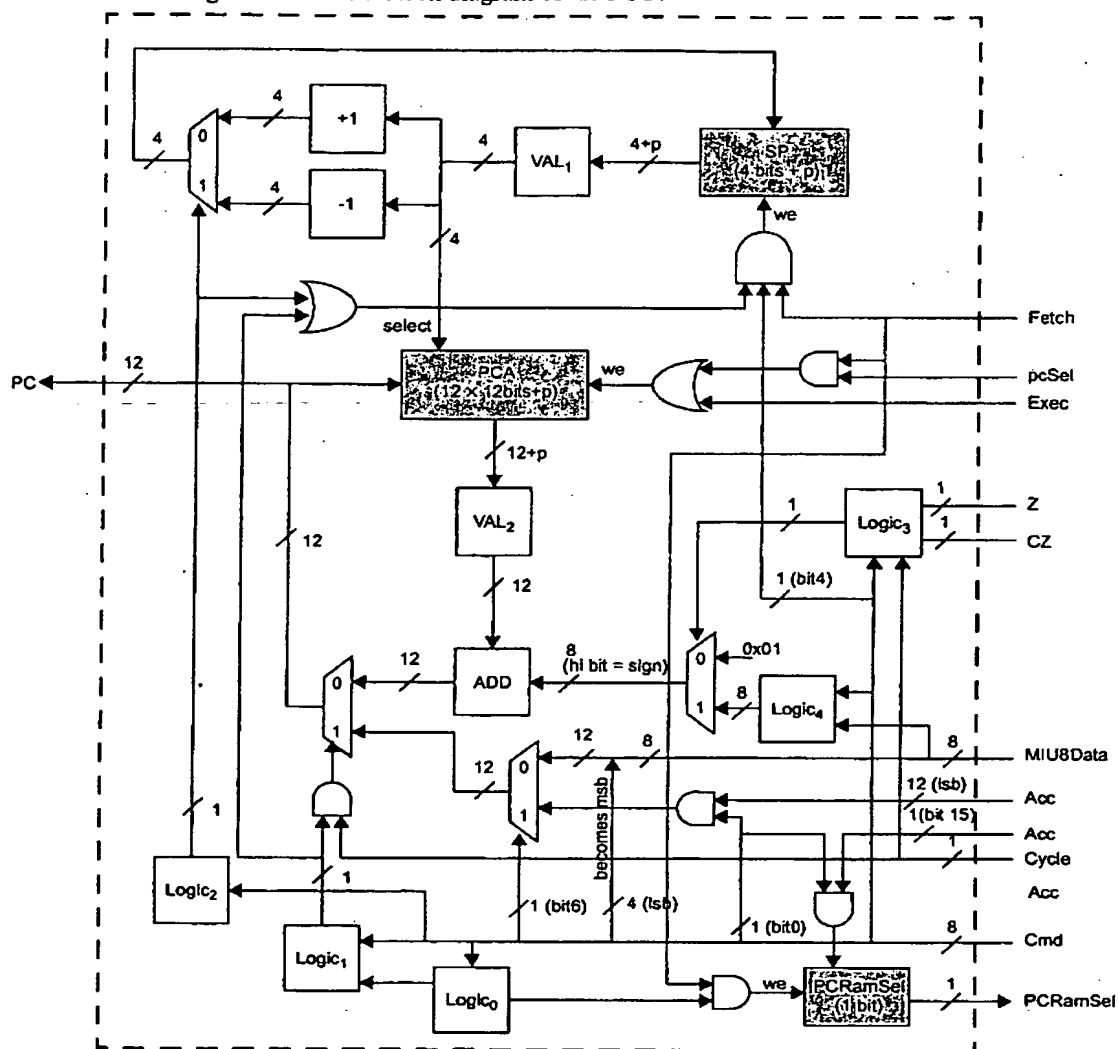 4
+1
4
0
1
4
-1
4
VAL1
4+p
SP
(4 bits + p)
we
4
select
Fetch
PC
12
PCA
(12 × 12bits+p)
we
pcSel
Exec
12+p
VAL2
12
12
1
Logic3
1
Z
1
CZ
1 (bit4)
0
1
12
ADD
8
(hi bit = sign)
0
1
0x01
8
Logic4
12
0
1
12
8
8
MIU8Data
becomes msb
12 (lsb)
Acc
1(bit 15)
Acc
1
Cycle
1
Acc
Logic2
1
1 (bit6)
4 (lsb)
1 (bit0)
8
Cmd
Logic1
Logic0
we
PCRamSel
(1 bit)
1
PCRamSel